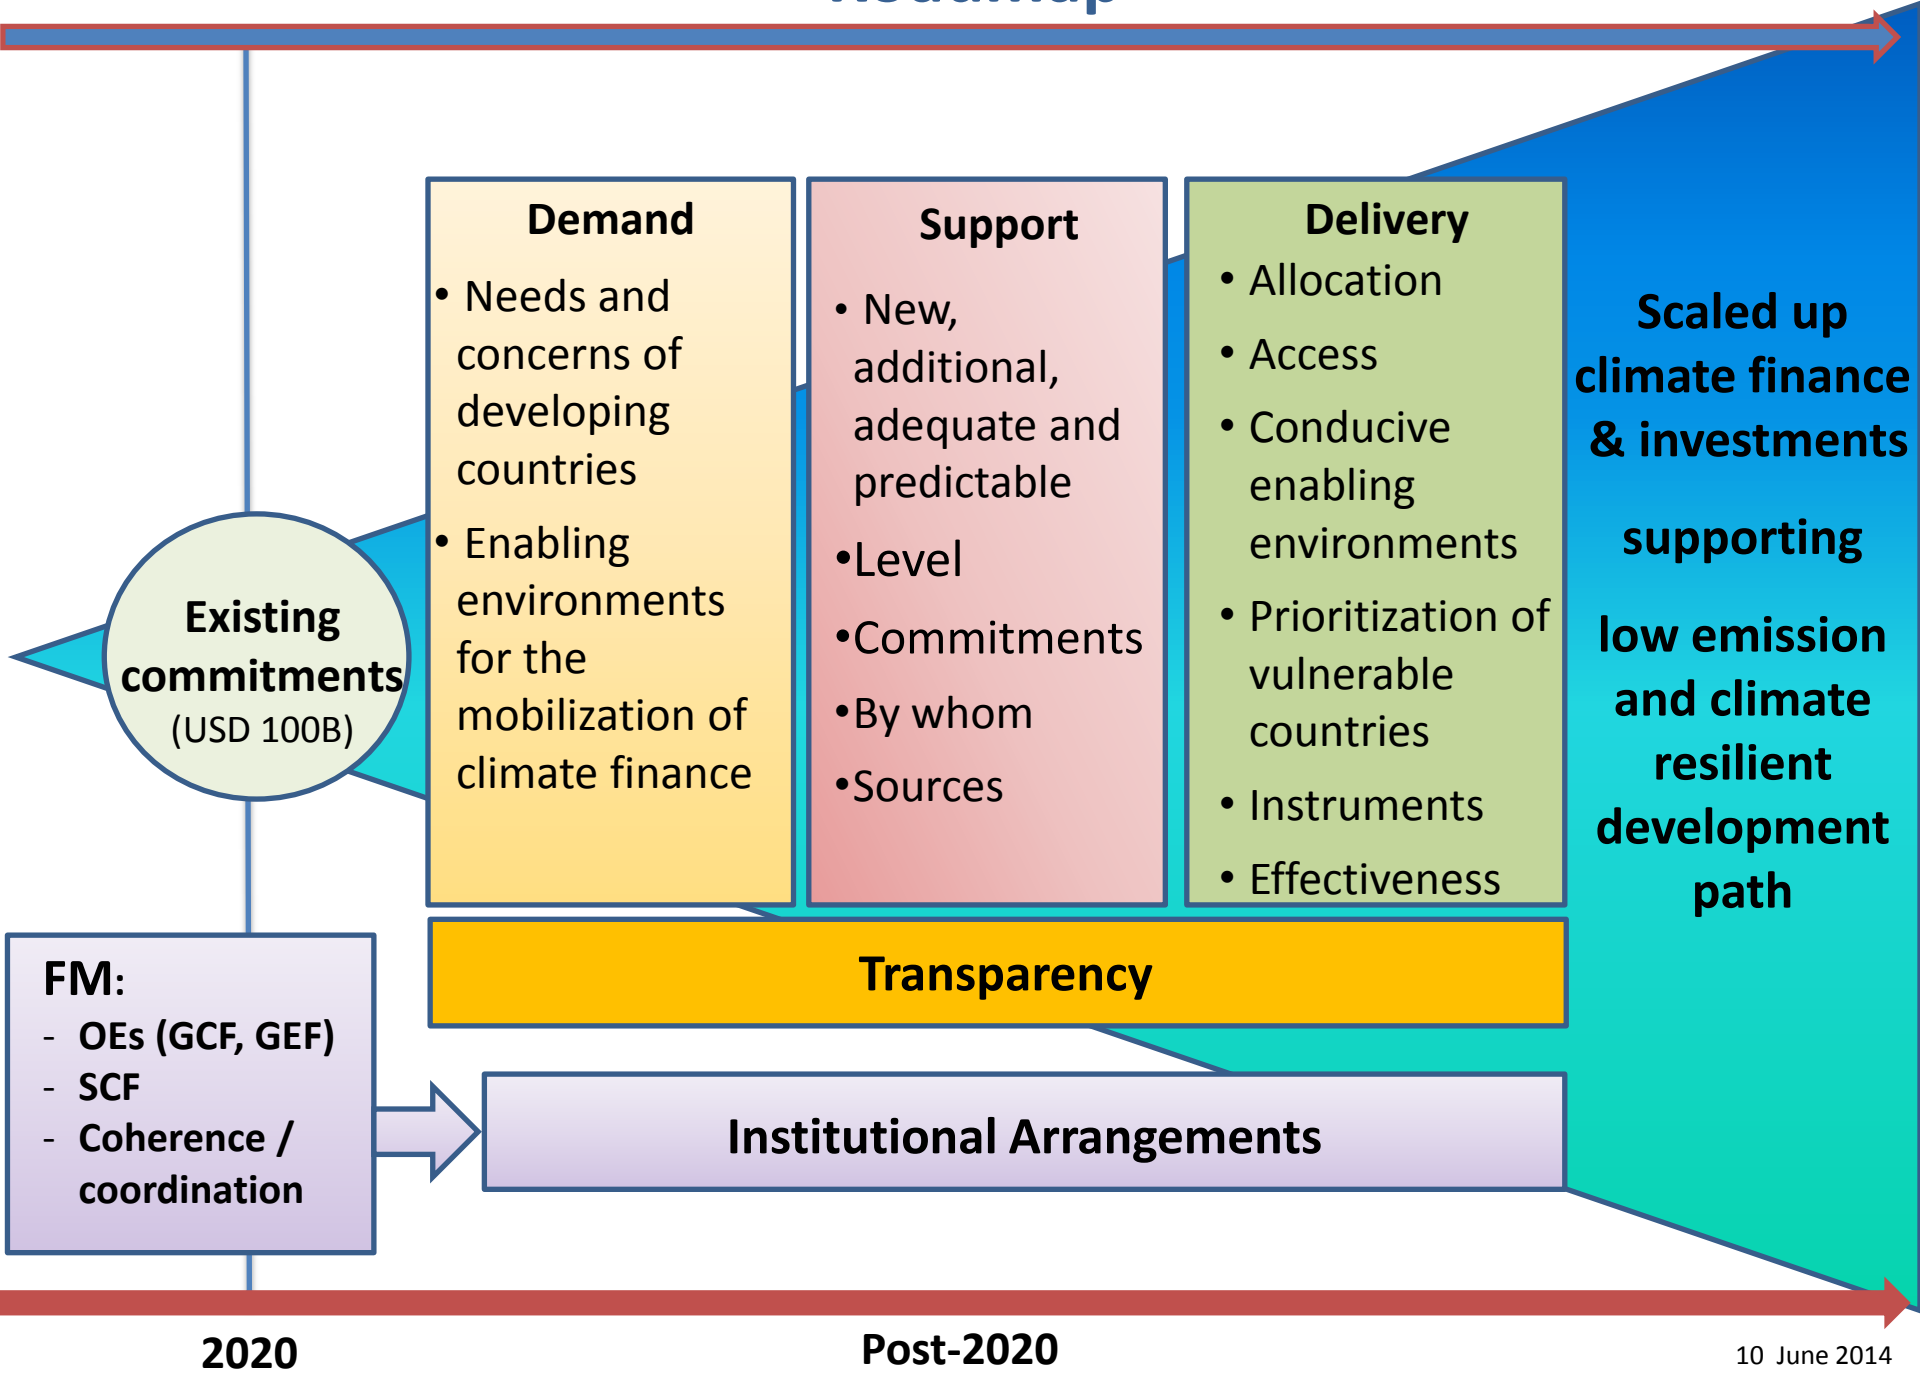 Roadmap
Demand
• Needs and
concerns of
developing
countries
• Enabling
environments
for the
mobilization of
climate finance
Support
• New,
additional,
adequate and
predictable
•Level
•Commitments
•By whom
•Sources
Delivery
• Allocation
• Access
• Conducive
enabling
environments
• Prioritization of
vulnerable
countries
• Instruments
• Effectiveness
Scaled up
climate finance
& investments
supporting
low emission
and climate
resilient
development
path
Existing
commitments
(USD 100B)
Transparency
FM:
- OEs (GCF, GEF)
- SCF
- Coherence /
coordination
Institutional Arrangements
2020
Post-2020
10 June 2014